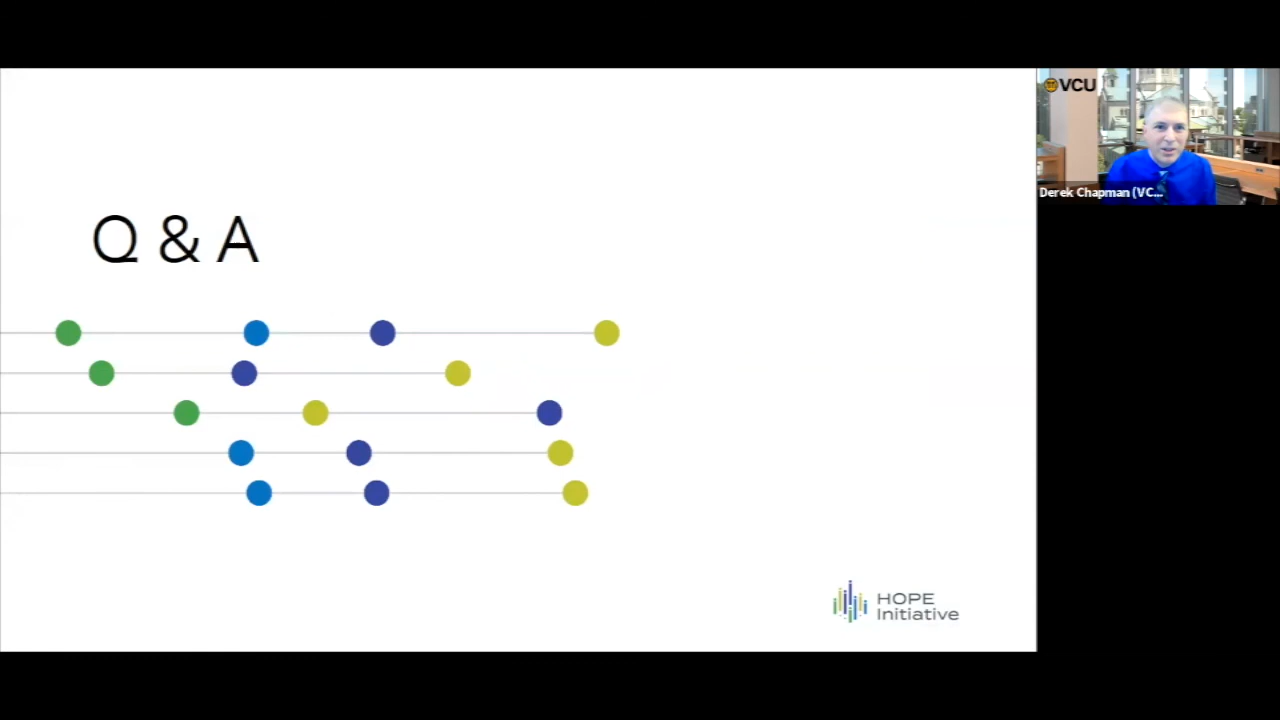 Q & A
HOPE
Initiative
VCU
Derek Chapman (VC...